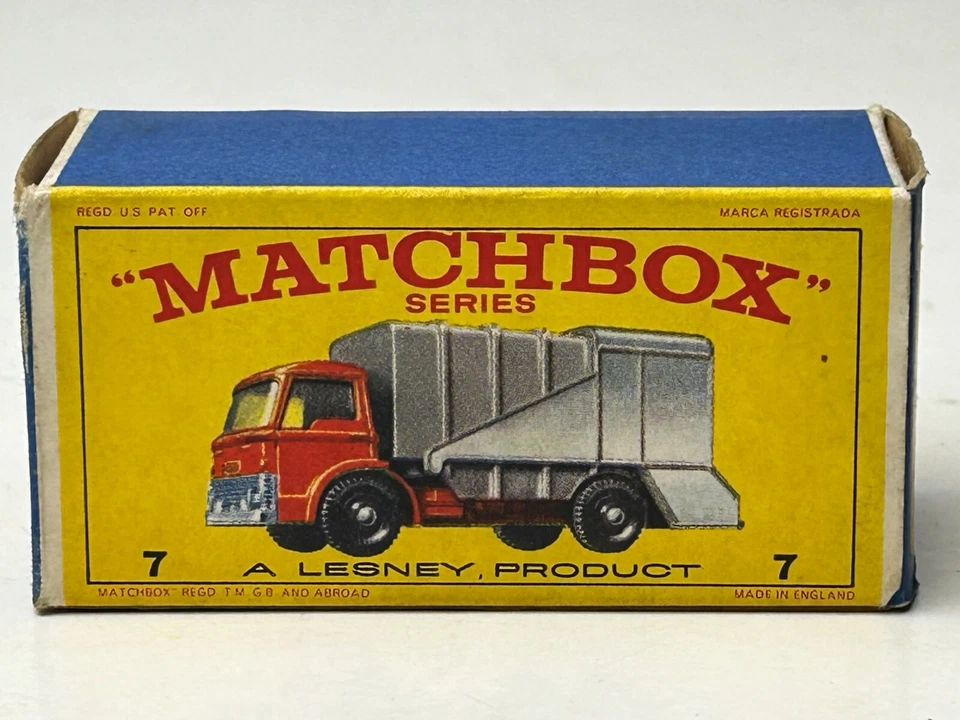 REGD. U.S. PAT. OFF. MARCA REGISTRADA
"MATCHBOX"
SERIES
7 A LESNEY, PRODUCT 7
MATCHBOX" REGD. T.M. G.B. AND ABROAD MADE IN ENGLAND